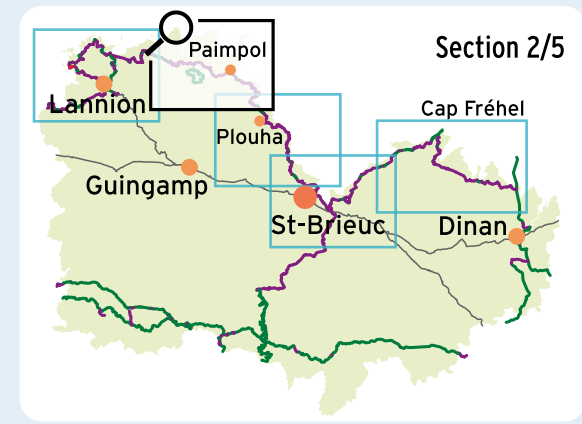 Section 2/5
Paimpol
Lannion
Cap Fréhel
Plouha
Guingamp
St-Brieuc
Dinan